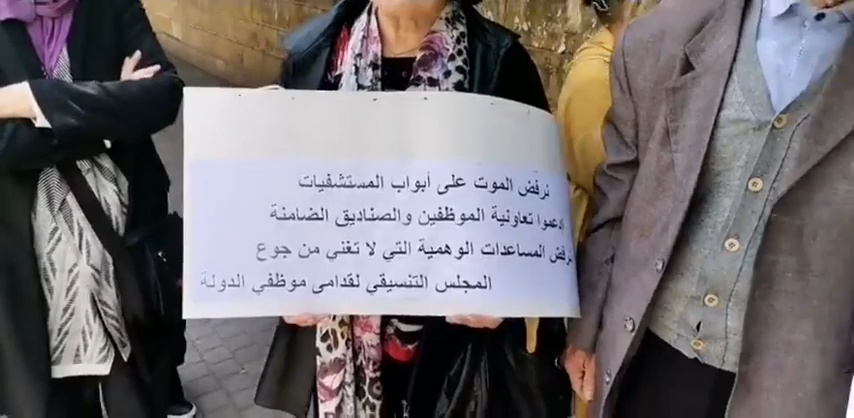 نرفض الموت على أبواب المستشفيات
إدعموا تعاونية الموظفين والصناديق الضامنة
نرفض المساعدات الوهمية التي لا تغني من جوع
المجلس التنسيقي لقدامى موظفي الدولة